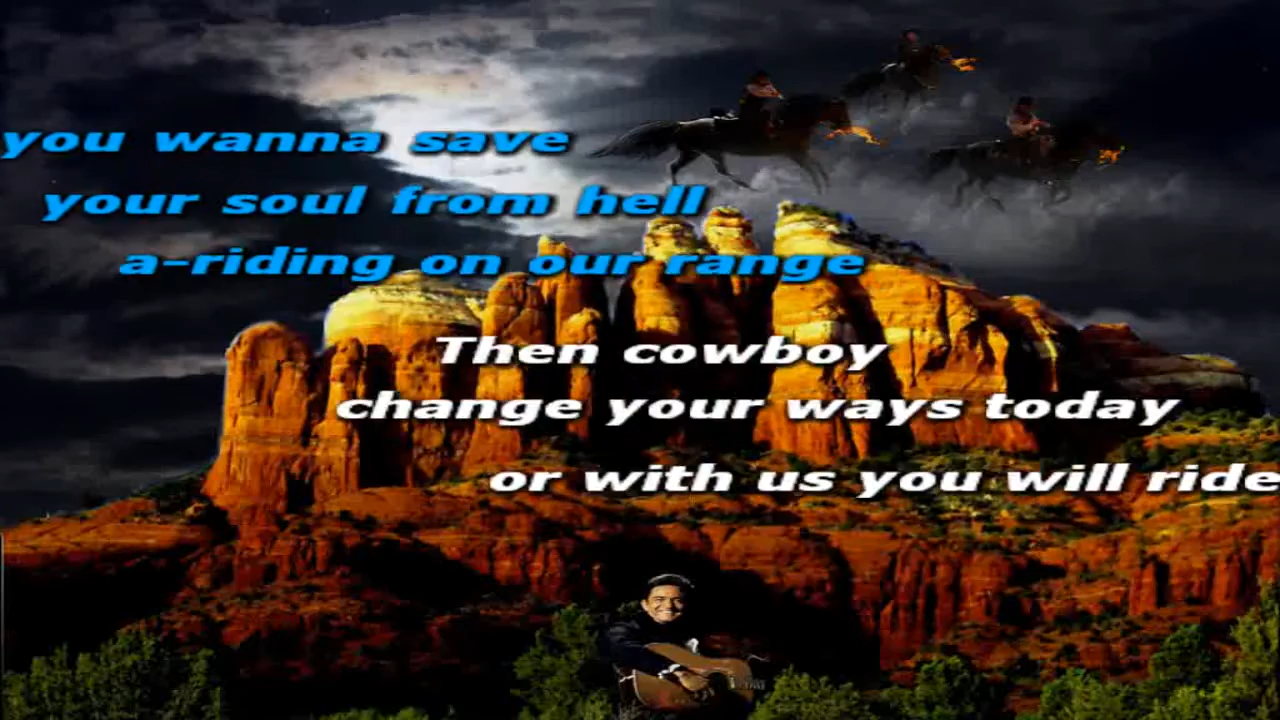 you wanna save
your soul from hell
a-riding on our range
Then cowboy
change your ways today
or with us you will ride